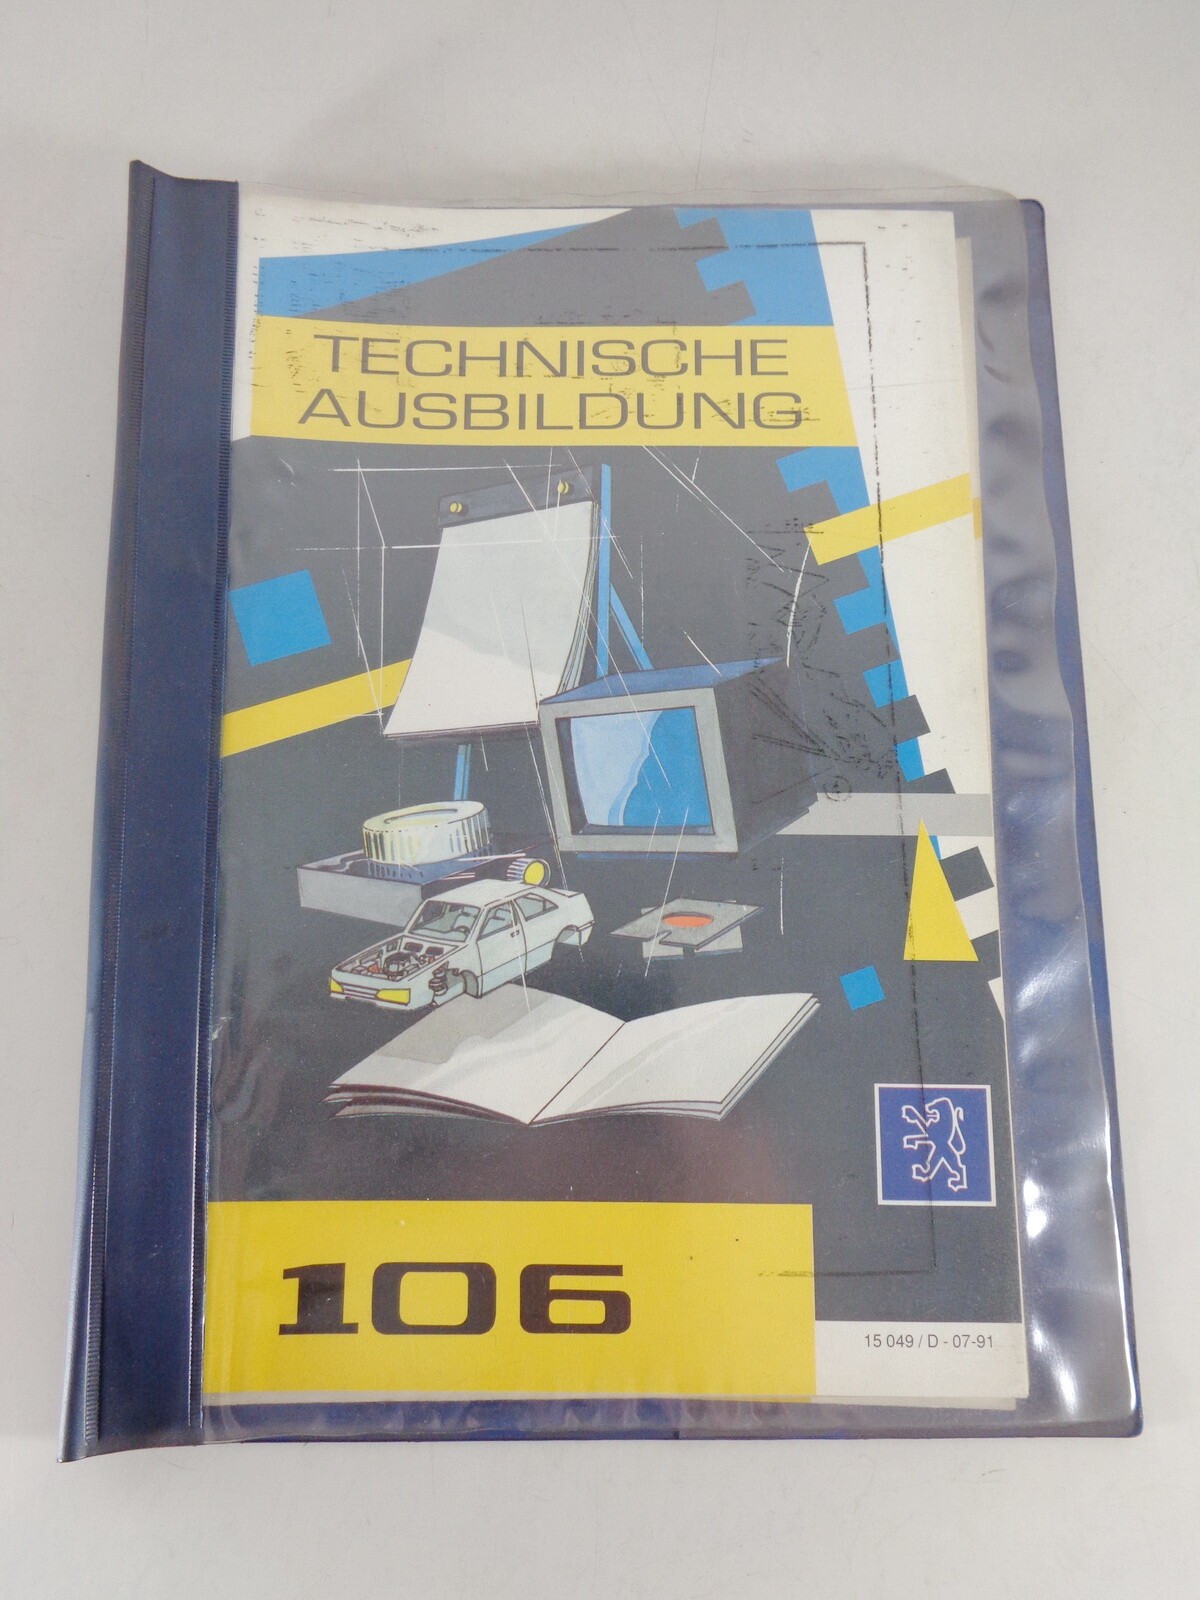 TECHNISCHE
AUSBILDUNG
106
15 049 / D - 07-91